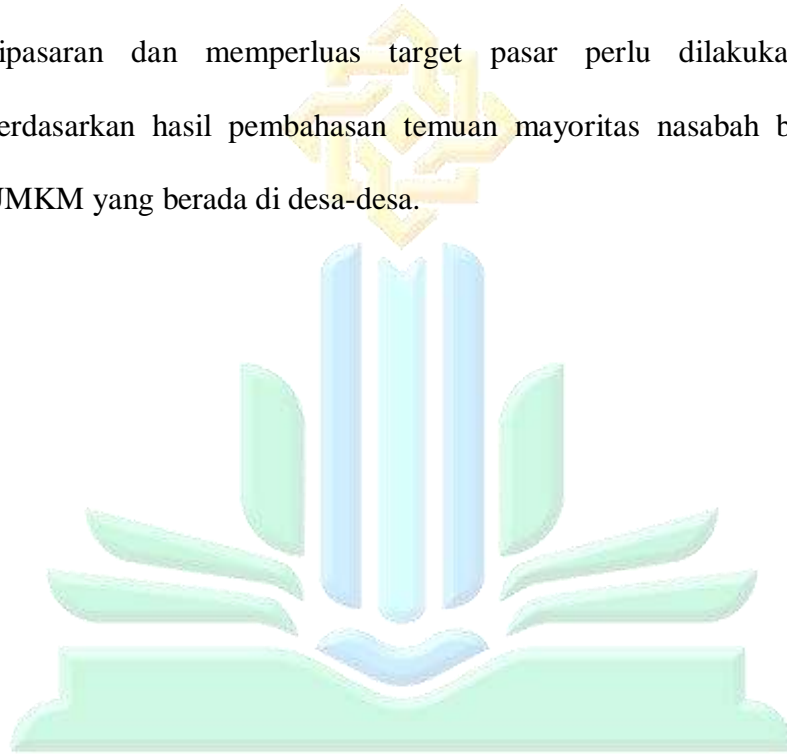 ipasaran dan memperluas target pasar perlu dilakuka
erdasarkan hasil pembahasan temuan mayoritas nasabah b
UMKM yang berada di desa-desa.